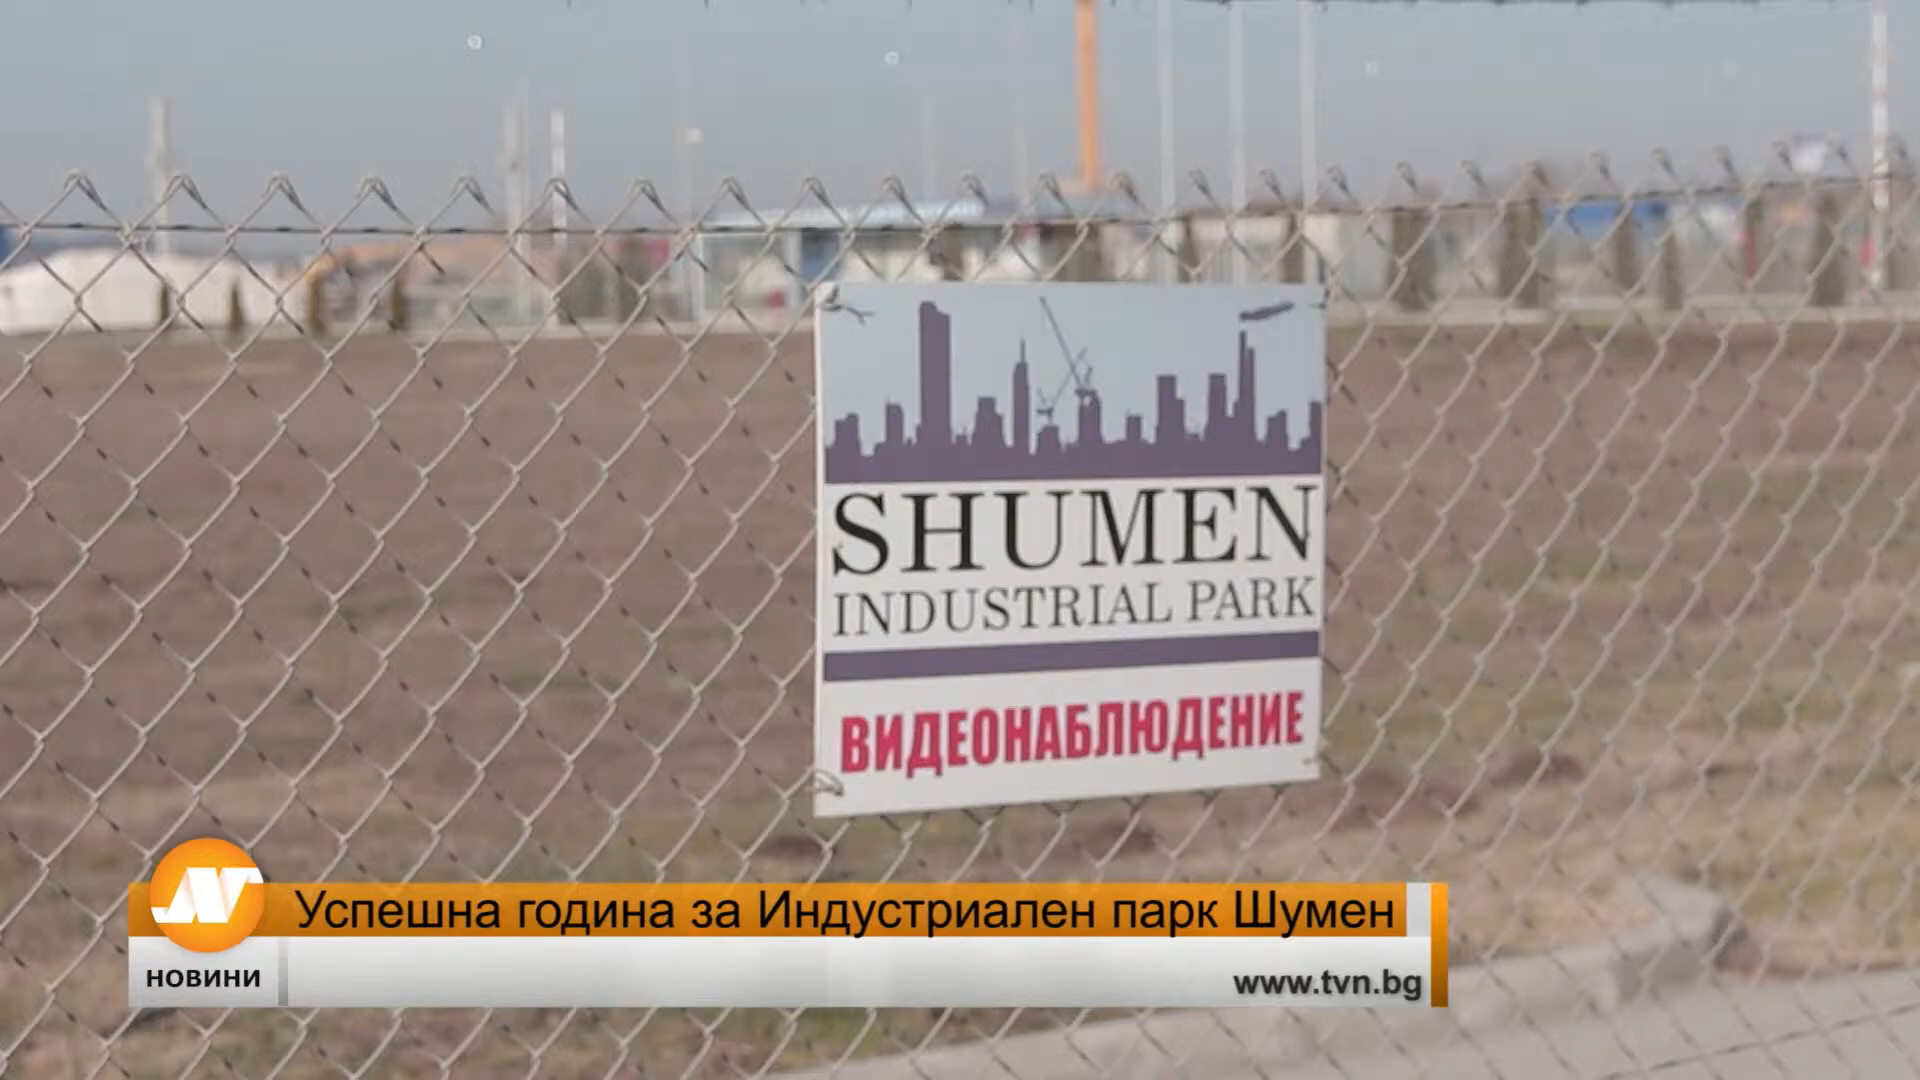 SHUMEN
INDUSTRIAL PARK
ВИДЕОНАБЛЮДЕНИЕ
Успешна година за Индустриален парк Шумен
НОВИНИ
www.tvn.bg